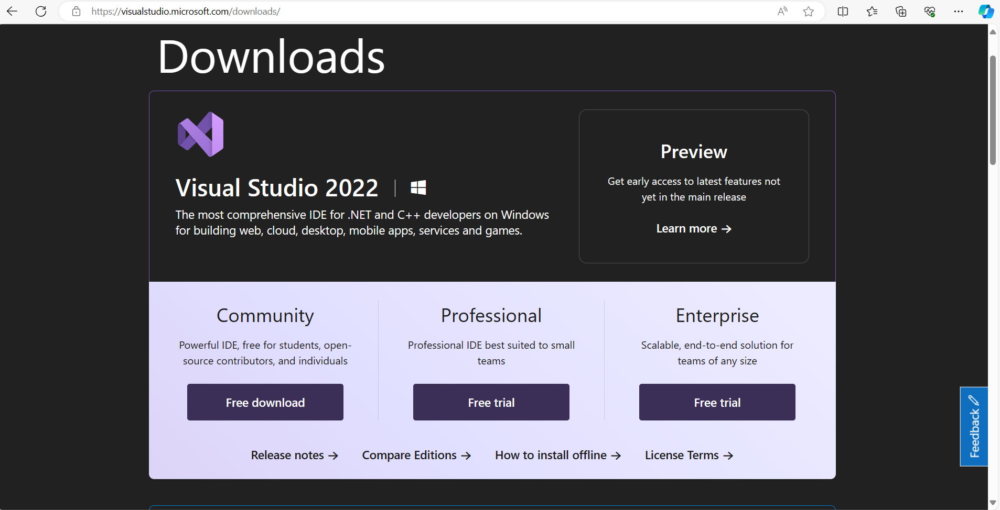 https://visualstudio.microsoft.com/downloads/
Downloads
Visual Studio 2022
The most comprehensive IDE for .NET and C++ developers on Windows
for building web, cloud, desktop, mobile apps, services and games.
Preview
Get early access to latest features not
yet in the main release
Learn more →
Community
Powerful IDE, free for students, open-
source contributors, and individuals
Free download
Professional
Professional IDE best suited to small
teams
Free trial
Enterprise
Scalable, end-to-end solution for
teams of any size
Free trial
Release notes → Compare Editions → How to install offline → License Terms →
Feedback